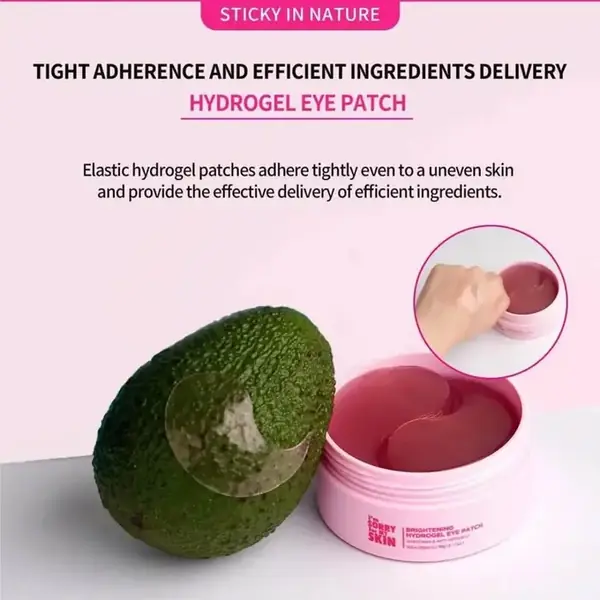 STICKY IN NATURE
TIGHT ADHERENCE AND EFFICIENT INGREDIENTS DELIVERY
HYDROGEL EYE PATCH
Elastic hydrogel patches adhere tightly even to a uneven skin
and provide the effective delivery of efficient ingredients.
I'm
SORRY
FOR MY
SKIN
BRIGHTENING
HYDROGEL EYE PATCH